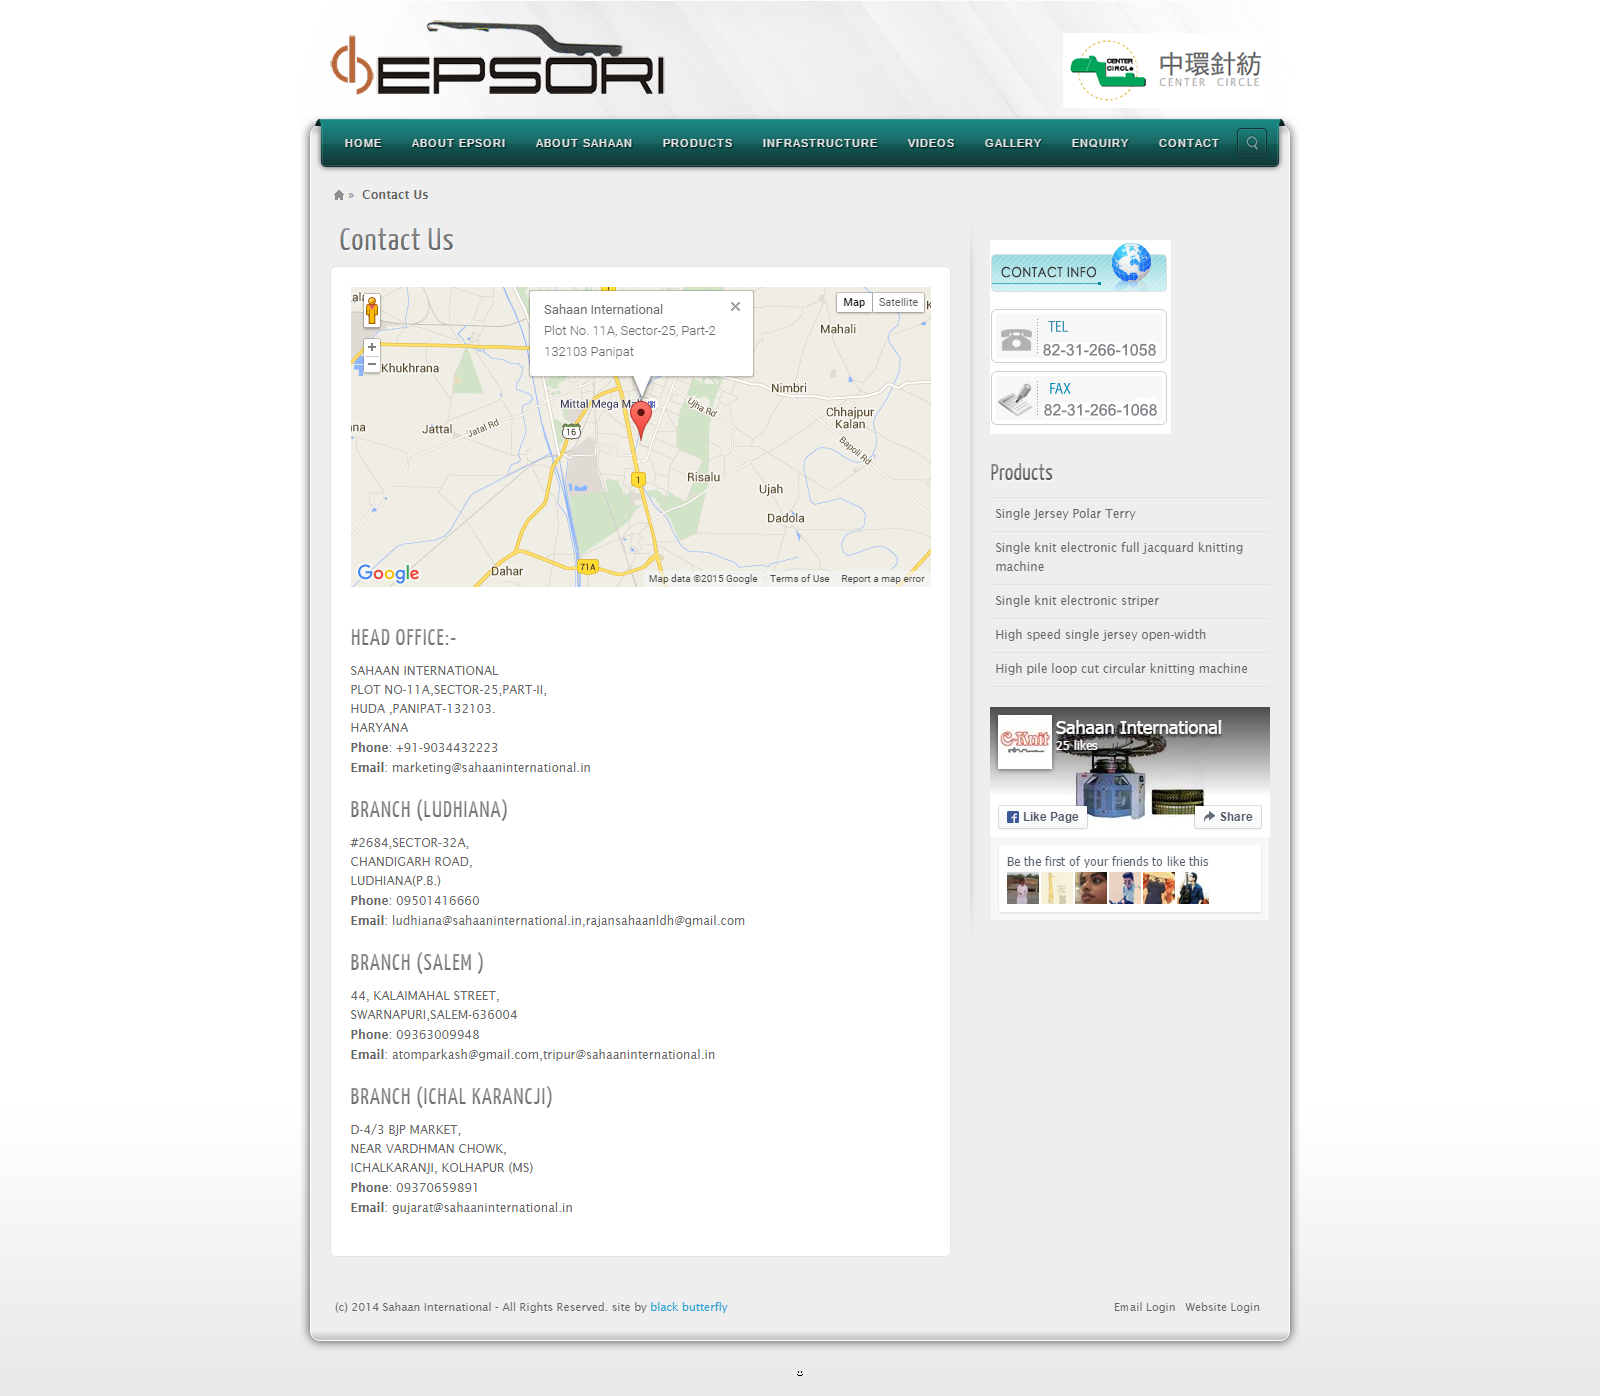 EPSORI
CENTER
CIRCLE
中環針紡
CENTER CIRCLE
HOME ABOUT EPSORI ABOUT SAHAAN PRODUCTS INFRASTRUCTURE VIDEOS GALLERY ENQUIRY CONTACT
» Contact Us
Contact Us
Sahaan International
Plot No. 11A, Sector-25, Part-2
132103 Panipat
Map Satellite
Mahali
Khukhrana
Nimbri
Mittal Mega Mall
Ujha Rd
Chhajpur
Kalan
Jattal
Jatal Rd
16
Bapoli Rd
Risalu
1
Ujah
Dadola
71A
Dahar
Google
Map data ©2015 Google Terms of Use Report a map error
HEAD OFFICE:-
SAHAAN INTERNATIONAL
PLOT NO-11A,SECTOR-25,PART-II,
HUDA ,PANIPAT-132103.
HARYANA
Phone: +91-9034432223
Email: marketing@sahaaninternational.in
BRANCH (LUDHIANA)
#2684,SECTOR-32A,
CHANDIGARH ROAD,
LUDHIANA(P.B.)
Phone: 09501416660
Email: ludhiana@sahaaninternational.in,rajansahaanldh@gmail.com
BRANCH (SALEM )
44, KALAIMAHAL STREET,
SWARNAPURI,SALEM-636004
Phone: 09363009948
Email: atomparkash@gmail.com,tripur@sahaaninternational.in
BRANCH (ICHAL KARANCJI)
D-4/3 BJP MARKET,
NEAR VARDHMAN CHOWK,
ICHALKARANJI, KOLHAPUR (MS)
Phone: 09370659891
Email: gujarat@sahaaninternational.in
CONTACT INFO
TEL
82-31-266-1058
FAX
82-31-266-1068
Products
Single Jersey Polar Terry
Single knit electronic full jacquard knitting
machine
Single knit electronic striper
High speed single jersey open-width
High pile loop cut circular knitting machine
Sahaan International
25 likes
e-Knit
Like Page
Share
Be the first of your friends to like this
(c) 2014 Sahaan International - All Rights Reserved. site by black butterfly
Email Login Website Login